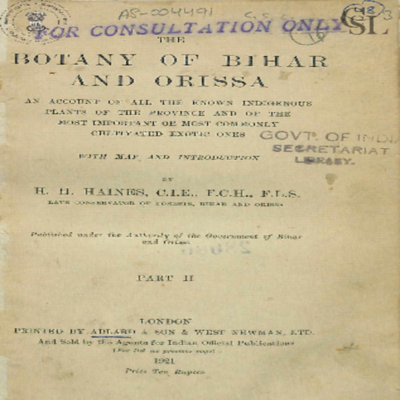 AS-004491
FOR CONSULTATION ONLY
CSL
THE
BOTANY OF BIHAR
AND ORISSA
AN ACCOUNT OF ALL THE KNOWN INDIGENOUS
PLANTS OF THE PROVINCE AND OF THE
MOST IMPORTANT OR MOST COMMONLY
CULTIVATED EXOTIC ONES
GOVT. OF INDIA
SECRETARIAT
LIBRARY.
WITH MAP AND INTRODUCTION
BY
H. H. HAINES, C.I.E., F.C.H., F.L.S.
LATE CONSERVATOR OF FORESTS, BIHAR AND ORISSA
Published under the Authority of the Government of Bihar
and Orissa
PART II
LONDON
PRINTED BY ADLARD & SON & WEST NEWMAN, LTD.
And Sold by the Agents for Indian Official Publications
1921
Price Ten Rupees